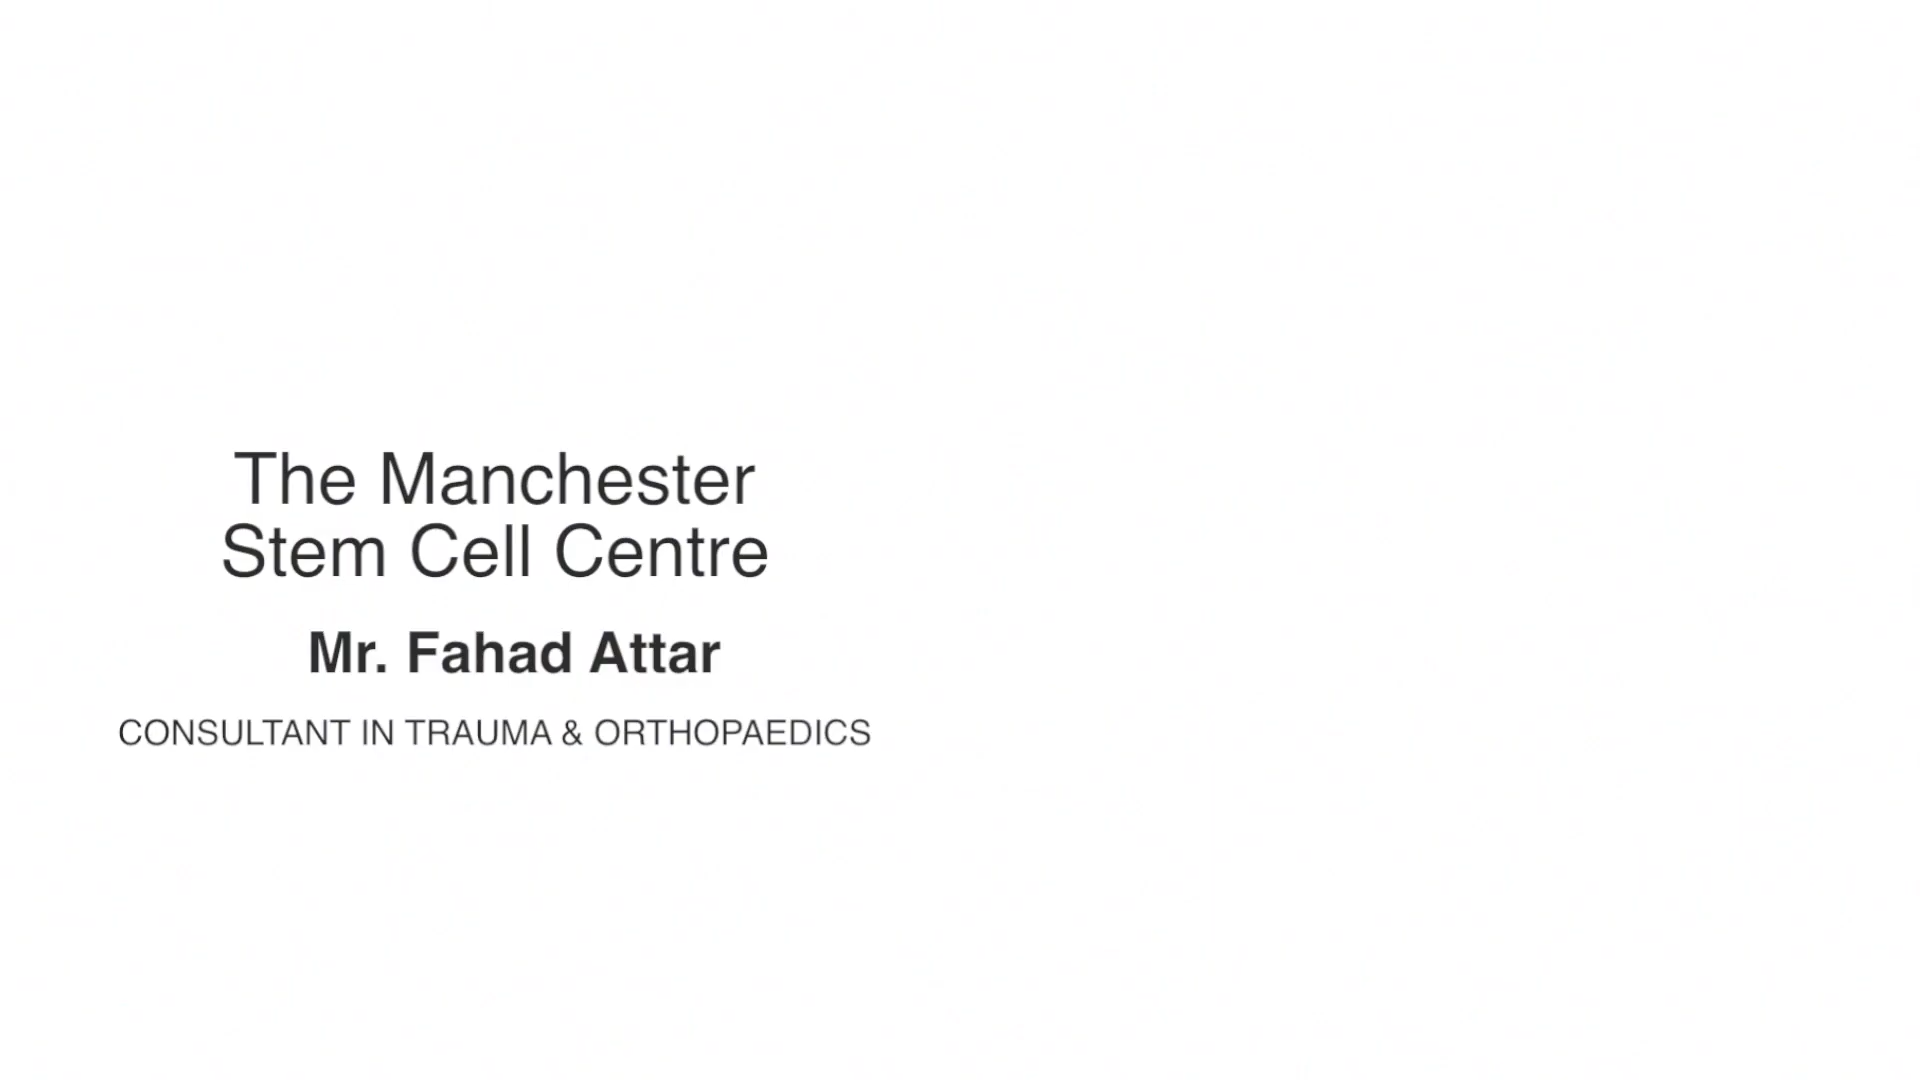 The Manchester
Stem Cell Centre
Mr. Fahad Attar
CONSULTANT IN TRAUMA & ORTHOPAEDICS